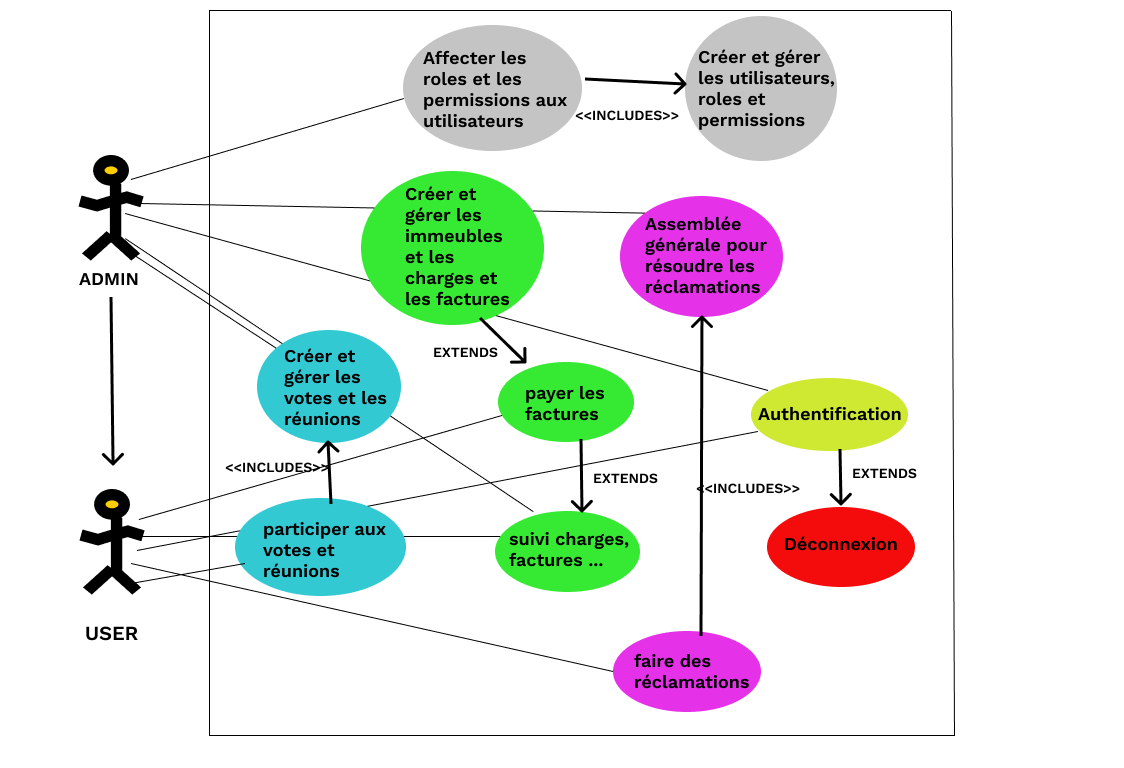 Affecter les
roles et les
permissions aux
utilisateurs
<<INCLUDES>>
Créer et gérer
les utilisateurs,
roles et
permissions
ADMIN
Créer et
gérer les
immeubles
et les
charges et
les factures
Assemblée
générale pour
résoudre les
réclamations
EXTENDS
Créer et
gérer les
votes et les
réunions
payer les
factures
Authentification
<<INCLUDES>>
EXTENDS
<<INCLUDES>>
EXTENDS
participer aux
votes et
réunions
suivi charges,
factures ...
Déconnexion
USER
faire des
réclamations